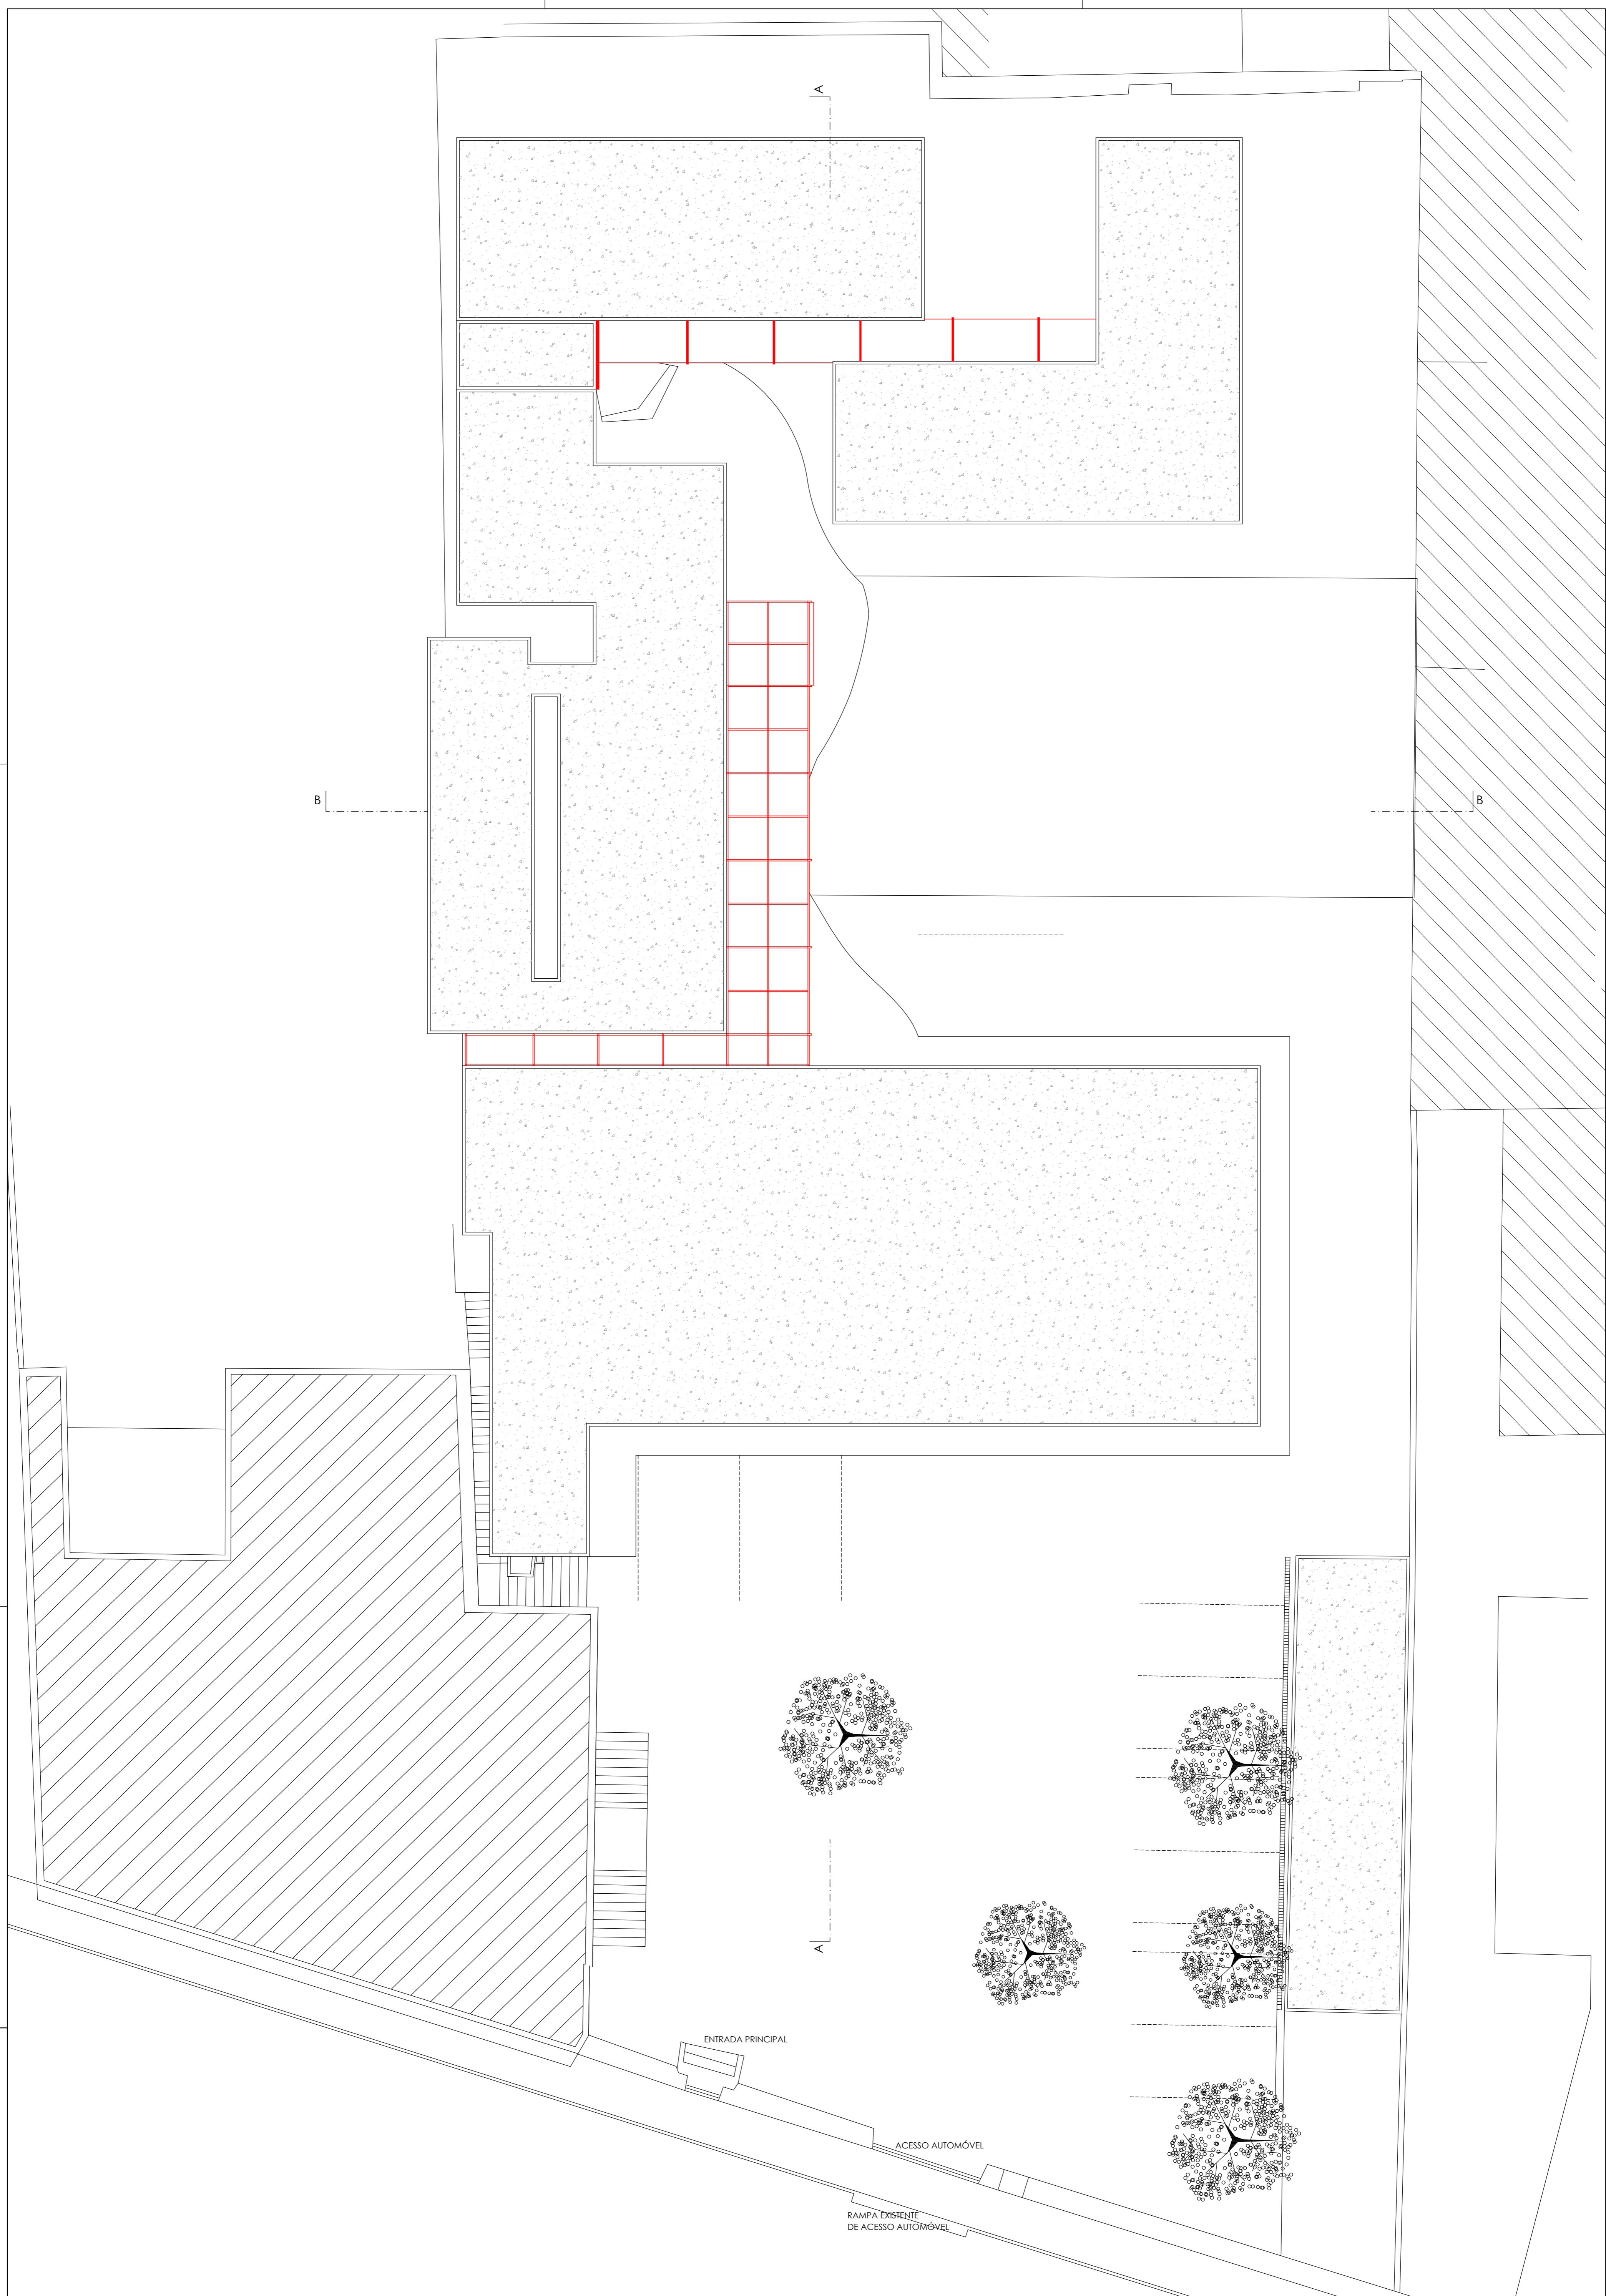 A
B
B
A
ENTRADA PRINCIPAL
ACESSO AUTOMÓVEL
RAMPA EXISTENTE
DE ACESSO AUTOMÓVEL